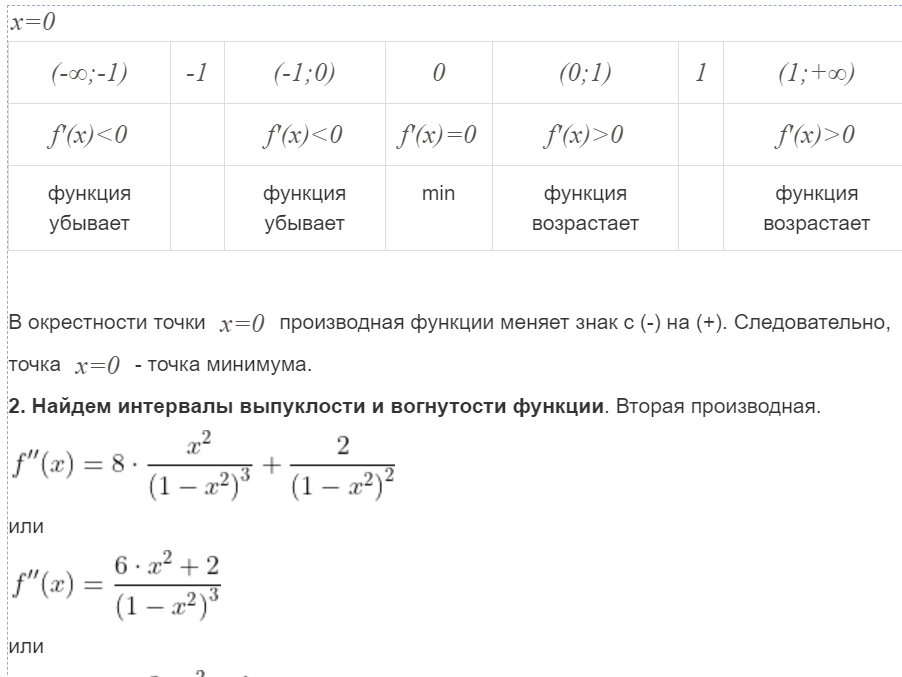 x=0
(-∞;-1) -1 (-1;0) 0 (0;1) 1 (1;+∞)
f'(x)<0 f'(x)<0 f'(x)=0 f'(x)>0 f'(x)>0
функция убывает функция убывает min функция возрастает функция возрастает
В окрестности точки x=0 производная функции меняет знак с (-) на (+). Следовательно,
точка x=0 - точка минимума.
2. Найдем интервалы выпуклости и вогнутости функции. Вторая производная.
f''(x) = 8 · x^2/(1 − x^2)^3 + 2/(1 − x^2)^2
или
f''(x) = (6 · x^2 + 2)/(1 − x^2)^3
или